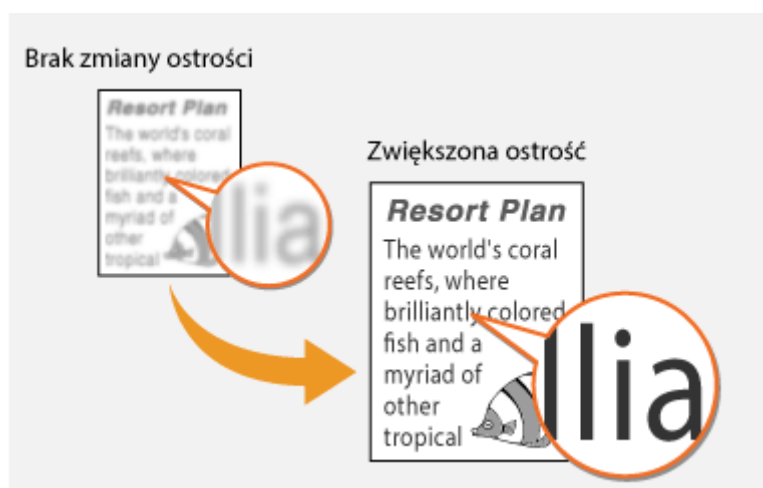 Brak zmiany ostrości
Resort Plan
The world's coral
reefs, where
brilliantly colored
fish and a
myriad of
other
tropical
lia
Zwiększona ostrość
Resort Plan
The world's coral
reefs, where
brilliantly colored
fish and a
myriad of
other
tropical
llia